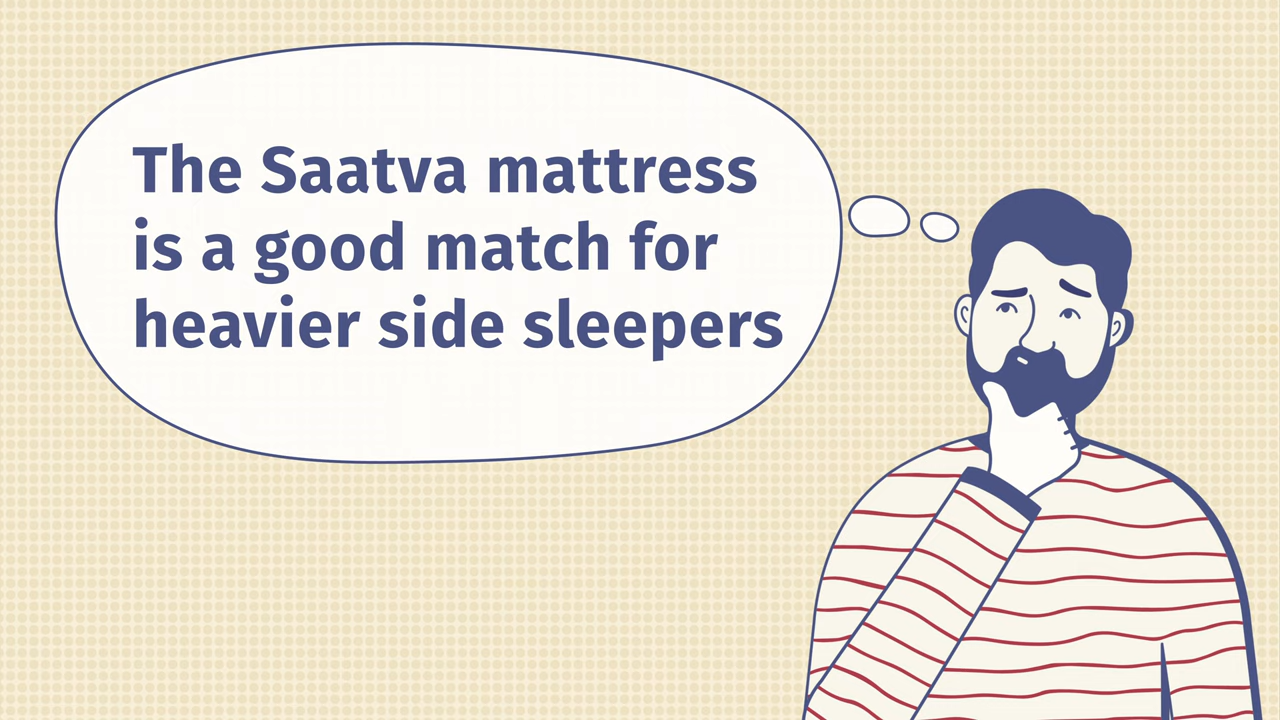 The Saatva mattress
is a good match for
heavier side sleepers